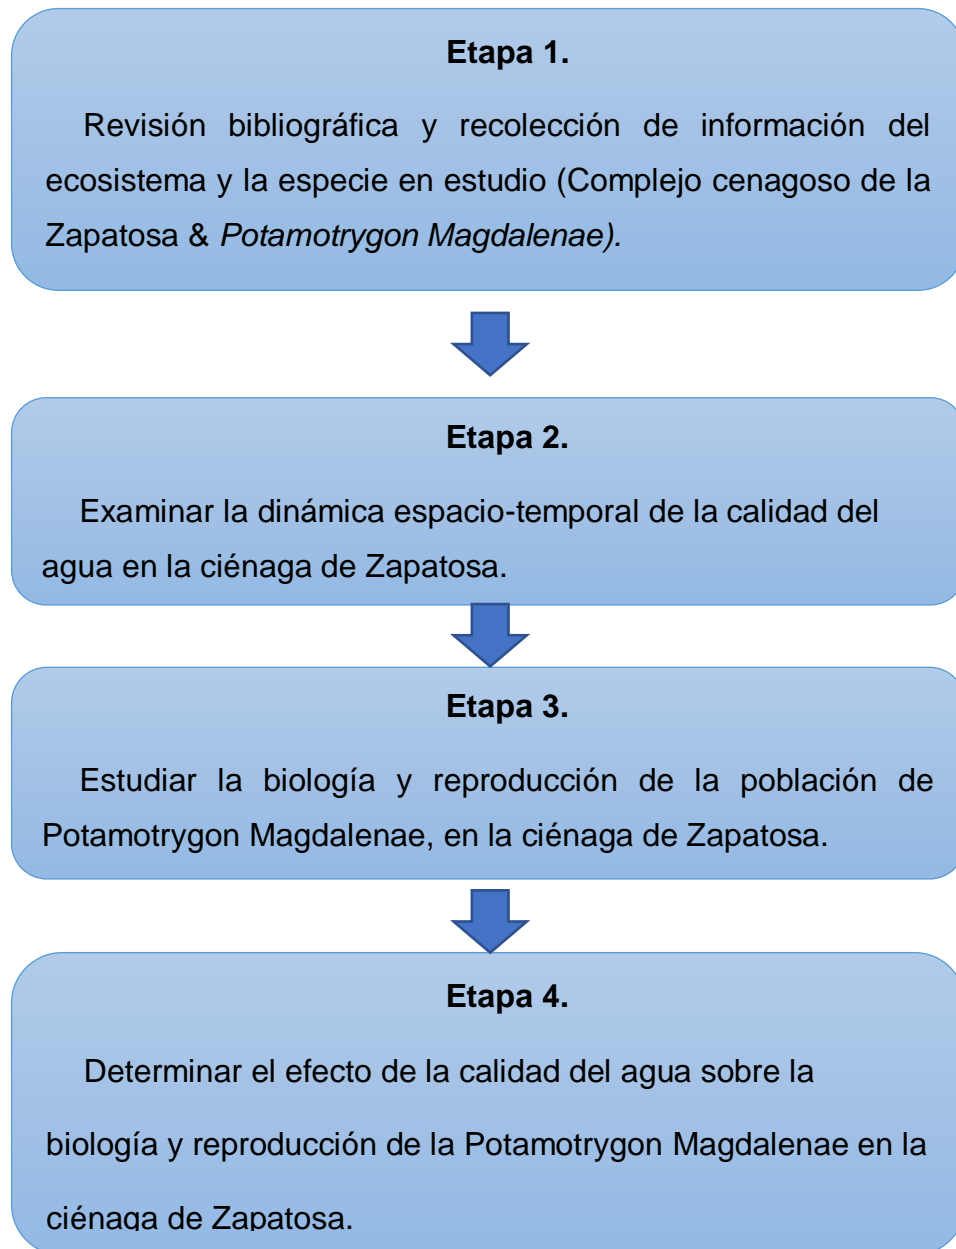 Etapa 1.
Revisión bibliográfica y recolección de información del
ecosistema y la especie en estudio (Complejo cenagoso de la
Zapatosa & Potamotrygon Magdalenae).
Etapa 2.
Examinar la dinámica espacio-temporal de la calidad del
agua en la ciénaga de Zapatosa.
Etapa 3.
Estudiar la biología y reproducción de la población de
Potamotrygon Magdalenae, en la ciénaga de Zapatosa.
Etapa 4.
Determinar el efecto de la calidad del agua sobre la
biología y reproducción de la Potamotrygon Magdalenae en la
ciénaga de Zapatosa.